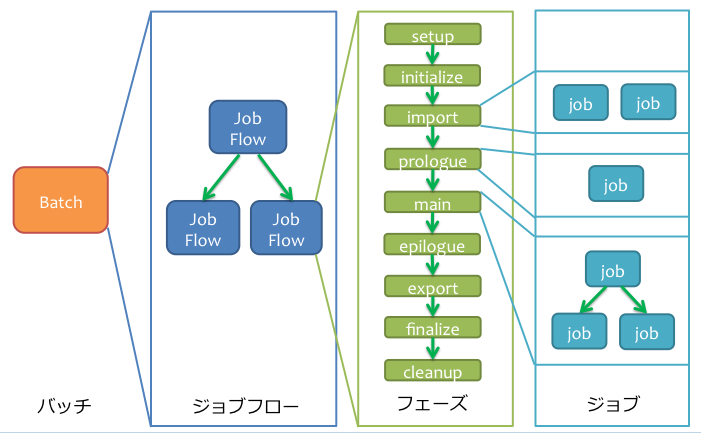 Batch
バッチ
Job
Flow
Job
Flow
Job
Flow
ジョブフロー
setup
initialize
import
prologue
main
epilogue
export
finalize
cleanup
フェーズ
job
job
job
job
job
job
ジョブ